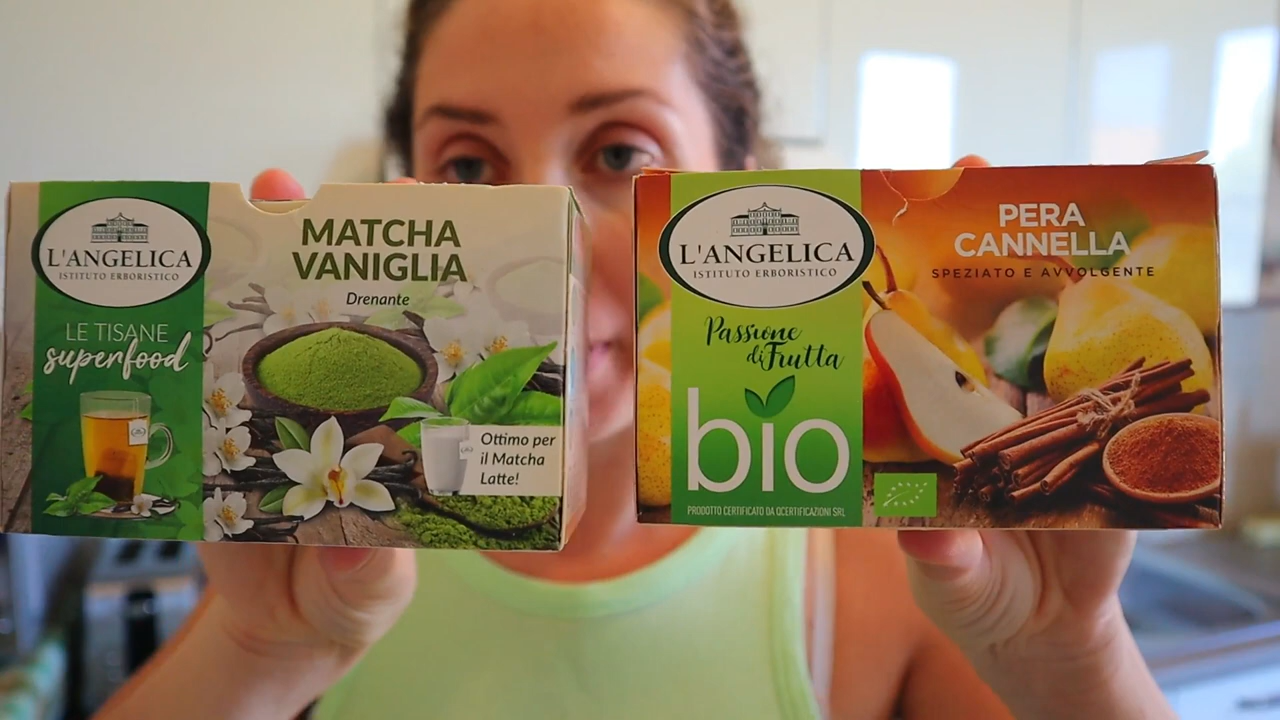 L'ANGELICA
ISTITUTO ERBORISTICO
LE TISANE
superfood
MATCHA
VANIGLIA
Drenante
Ottimo per
il Matcha
Latte!
L'ANGELICA
ISTITUTO ERBORISTICO
Passione
di Frutta
bio
PRODOTTO CERTIFICATO DA QCERTIFICAZIONI SRL
PERA
CANNELLA
SPEZIATO E AVVOLGENTE